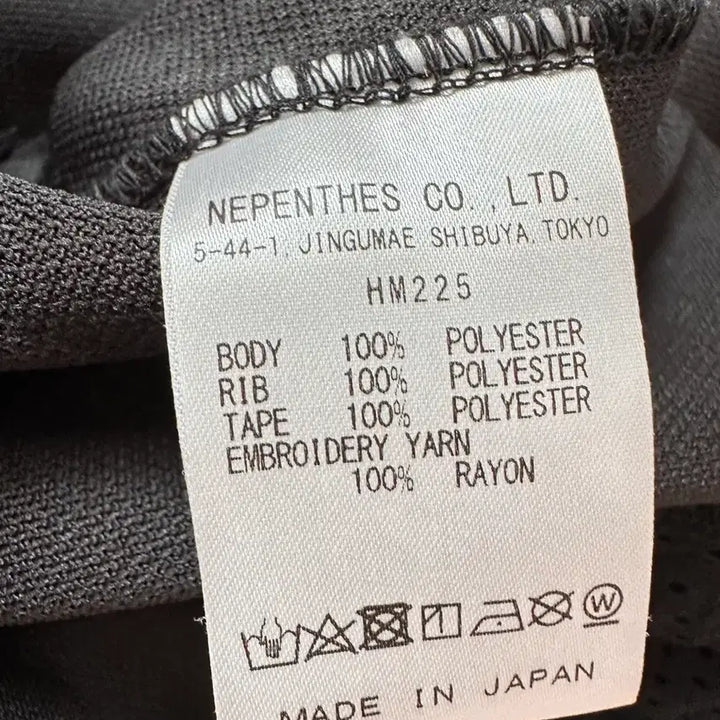 NEPENTHES CO., LTD.
5-44-1, JINGUMAE SHIBUYA, TOKYO
HM225
BODY 100% POLYESTER
RIB 100% POLYESTER
TAPE 100% POLYESTER
EMBROIDERY YARN
100% RAYON
W
MADE IN JAPAN